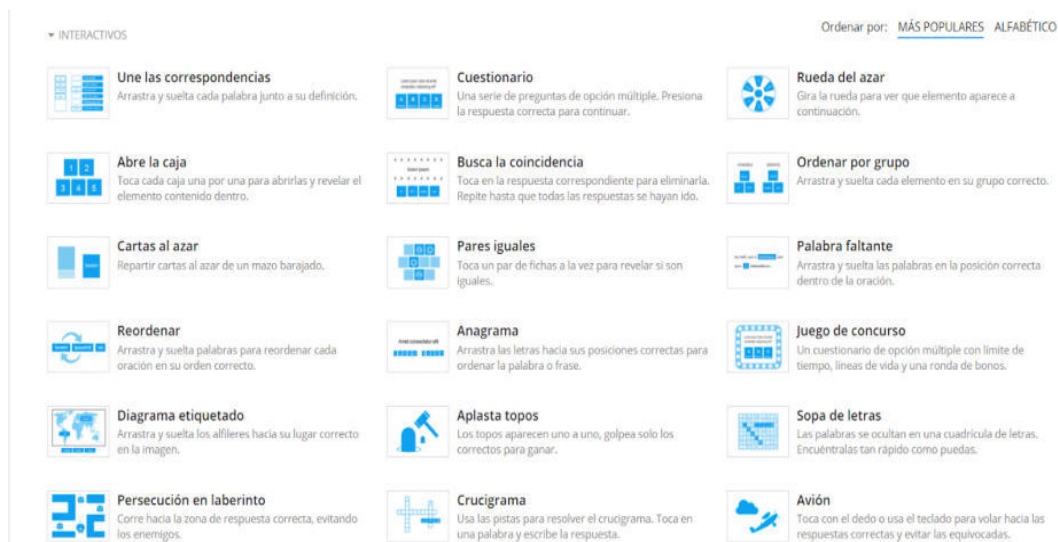 ▾ INTERACTIVOS
Ordenar por: MÁS POPULARES ALFABÉTICO
Une las correspondencias
Arrastra y suelta cada palabra junto a su definición.
Cuestionario
Una serie de preguntas de opción múltiple. Presiona
la respuesta correcta para continuar.
Rueda del azar
Gira la rueda para ver que elemento aparece a
continuación.
Abre la caja
Toca cada caja una por una para abrirlas y revelar el
elemento contenido dentro.
1 2
3 4 5
Busca la coincidencia
Toca en la respuesta correspondiente para eliminarla.
Repite hasta que todas las respuestas se hayan ido.
Ordenar por grupo
Arrastra y suelta cada elemento en su grupo correcto.
Cartas al azar
Repartir cartas al azar de un mazo barajado.
Pares iguales
Toca un par de fichas a la vez para revelar si son
iguales.
Palabra faltante
Arrastra y suelta las palabras en la posición correcta
dentro de la oración.
Reordenar
Arrastra y suelta palabras para reordenar cada
oración en su orden correcto.
Anagrama
Arrastra las letras hacia sus posiciones correctas para
ordenar la palabra o frase.
Juego de concurso
Un cuestionario de opción múltiple con límite de
tiempo, líneas de vida y una ronda de bonos.
Diagrama etiquetado
Arrastra y suelta los alfileres hacia su lugar correcto
en la imagen.
Aplasta topos
Los topos aparecen uno a uno, golpea solo los
correctos para ganar.
Sopa de letras
Las palabras se ocultan en una cuadrícula de letras.
Encuéntralas tan rápido como puedas.
Persecución en laberinto
Corre hacia la zona de respuesta correcta, evitando
los enemigos.
Crucigrama
Usa las pistas para resolver el crucigrama. Toca en
una palabra y escribe la respuesta.
Avión
Toca con el dedo o usa el teclado para volar hacia las
respuestas correctas y evitar las equivocadas.